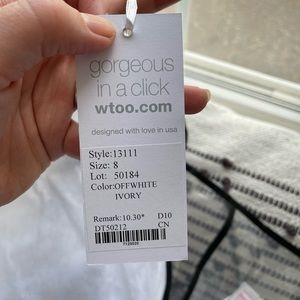 gorgeous
in a click
wtoo.com
designed with love in usa
Style:13111
Size: 8
Lot: 50184
Color:OFFWHITE
IVORY
Remark:10.30* D10
DT50212 CN